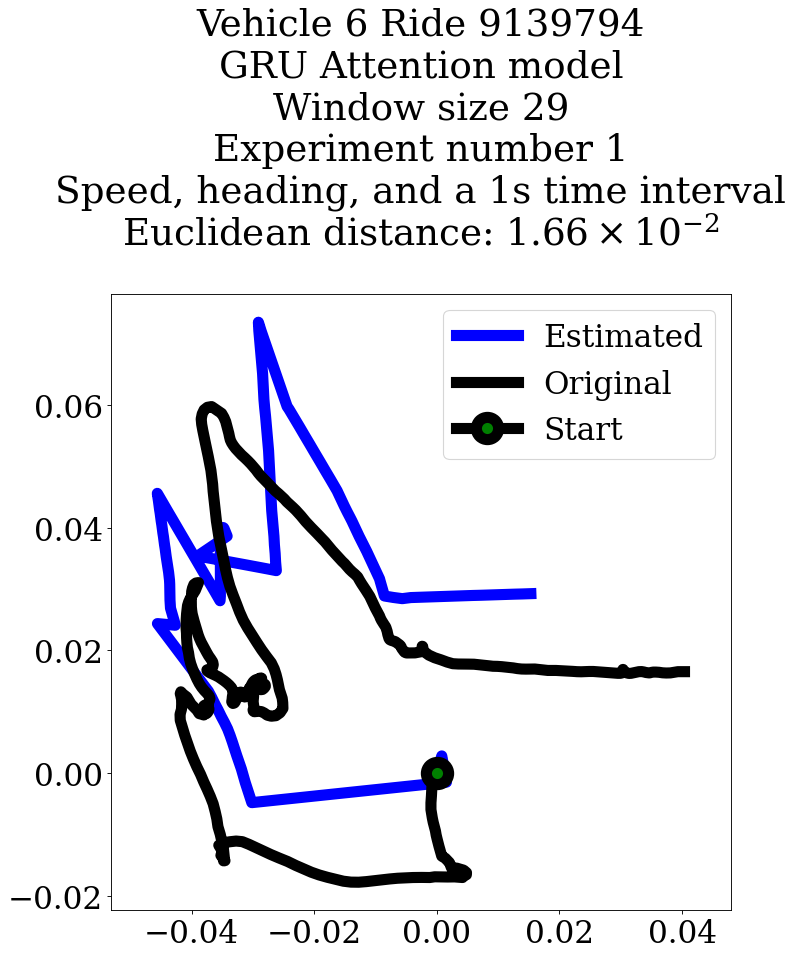 Vehicle 6 Ride 9139794
GRU Attention model
Window size 29
Experiment number 1
Speed, heading, and a 1s time interval
Euclidean distance: 1.66 × 10⁻²
Estimated
Original
Start
0.06
0.04
0.02
0.00
−0.02
−0.04 −0.02 0.00 0.02 0.04